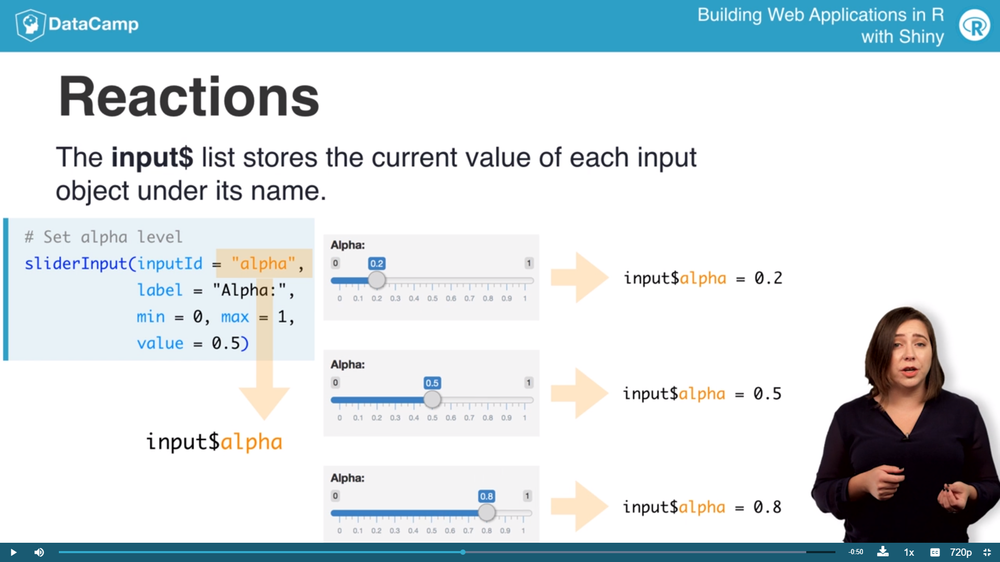 DataCamp
Building Web Applications in R
with Shiny
R
Reactions
The input$ list stores the current value of each input
object under its name.
# Set alpha level
sliderInput(inputId = "alpha",
label = "Alpha:",
min = 0, max = 1,
value = 0.5)
input$alpha
Alpha:
0 0.2 1
0 0.1 0.2 0.3 0.4 0.5 0.6 0.7 0.8 0.9 1
input$alpha = 0.2
Alpha:
0 0.5 1
0 0.1 0.2 0.3 0.4 0.5 0.6 0.7 0.8 0.9 1
input$alpha = 0.5
Alpha:
0 0.8 1
0 0.1 0.2 0.3 0.4 0.5 0.6 0.7 0.8 0.9 1
input$alpha = 0.8
-0:50 1x CC 720p